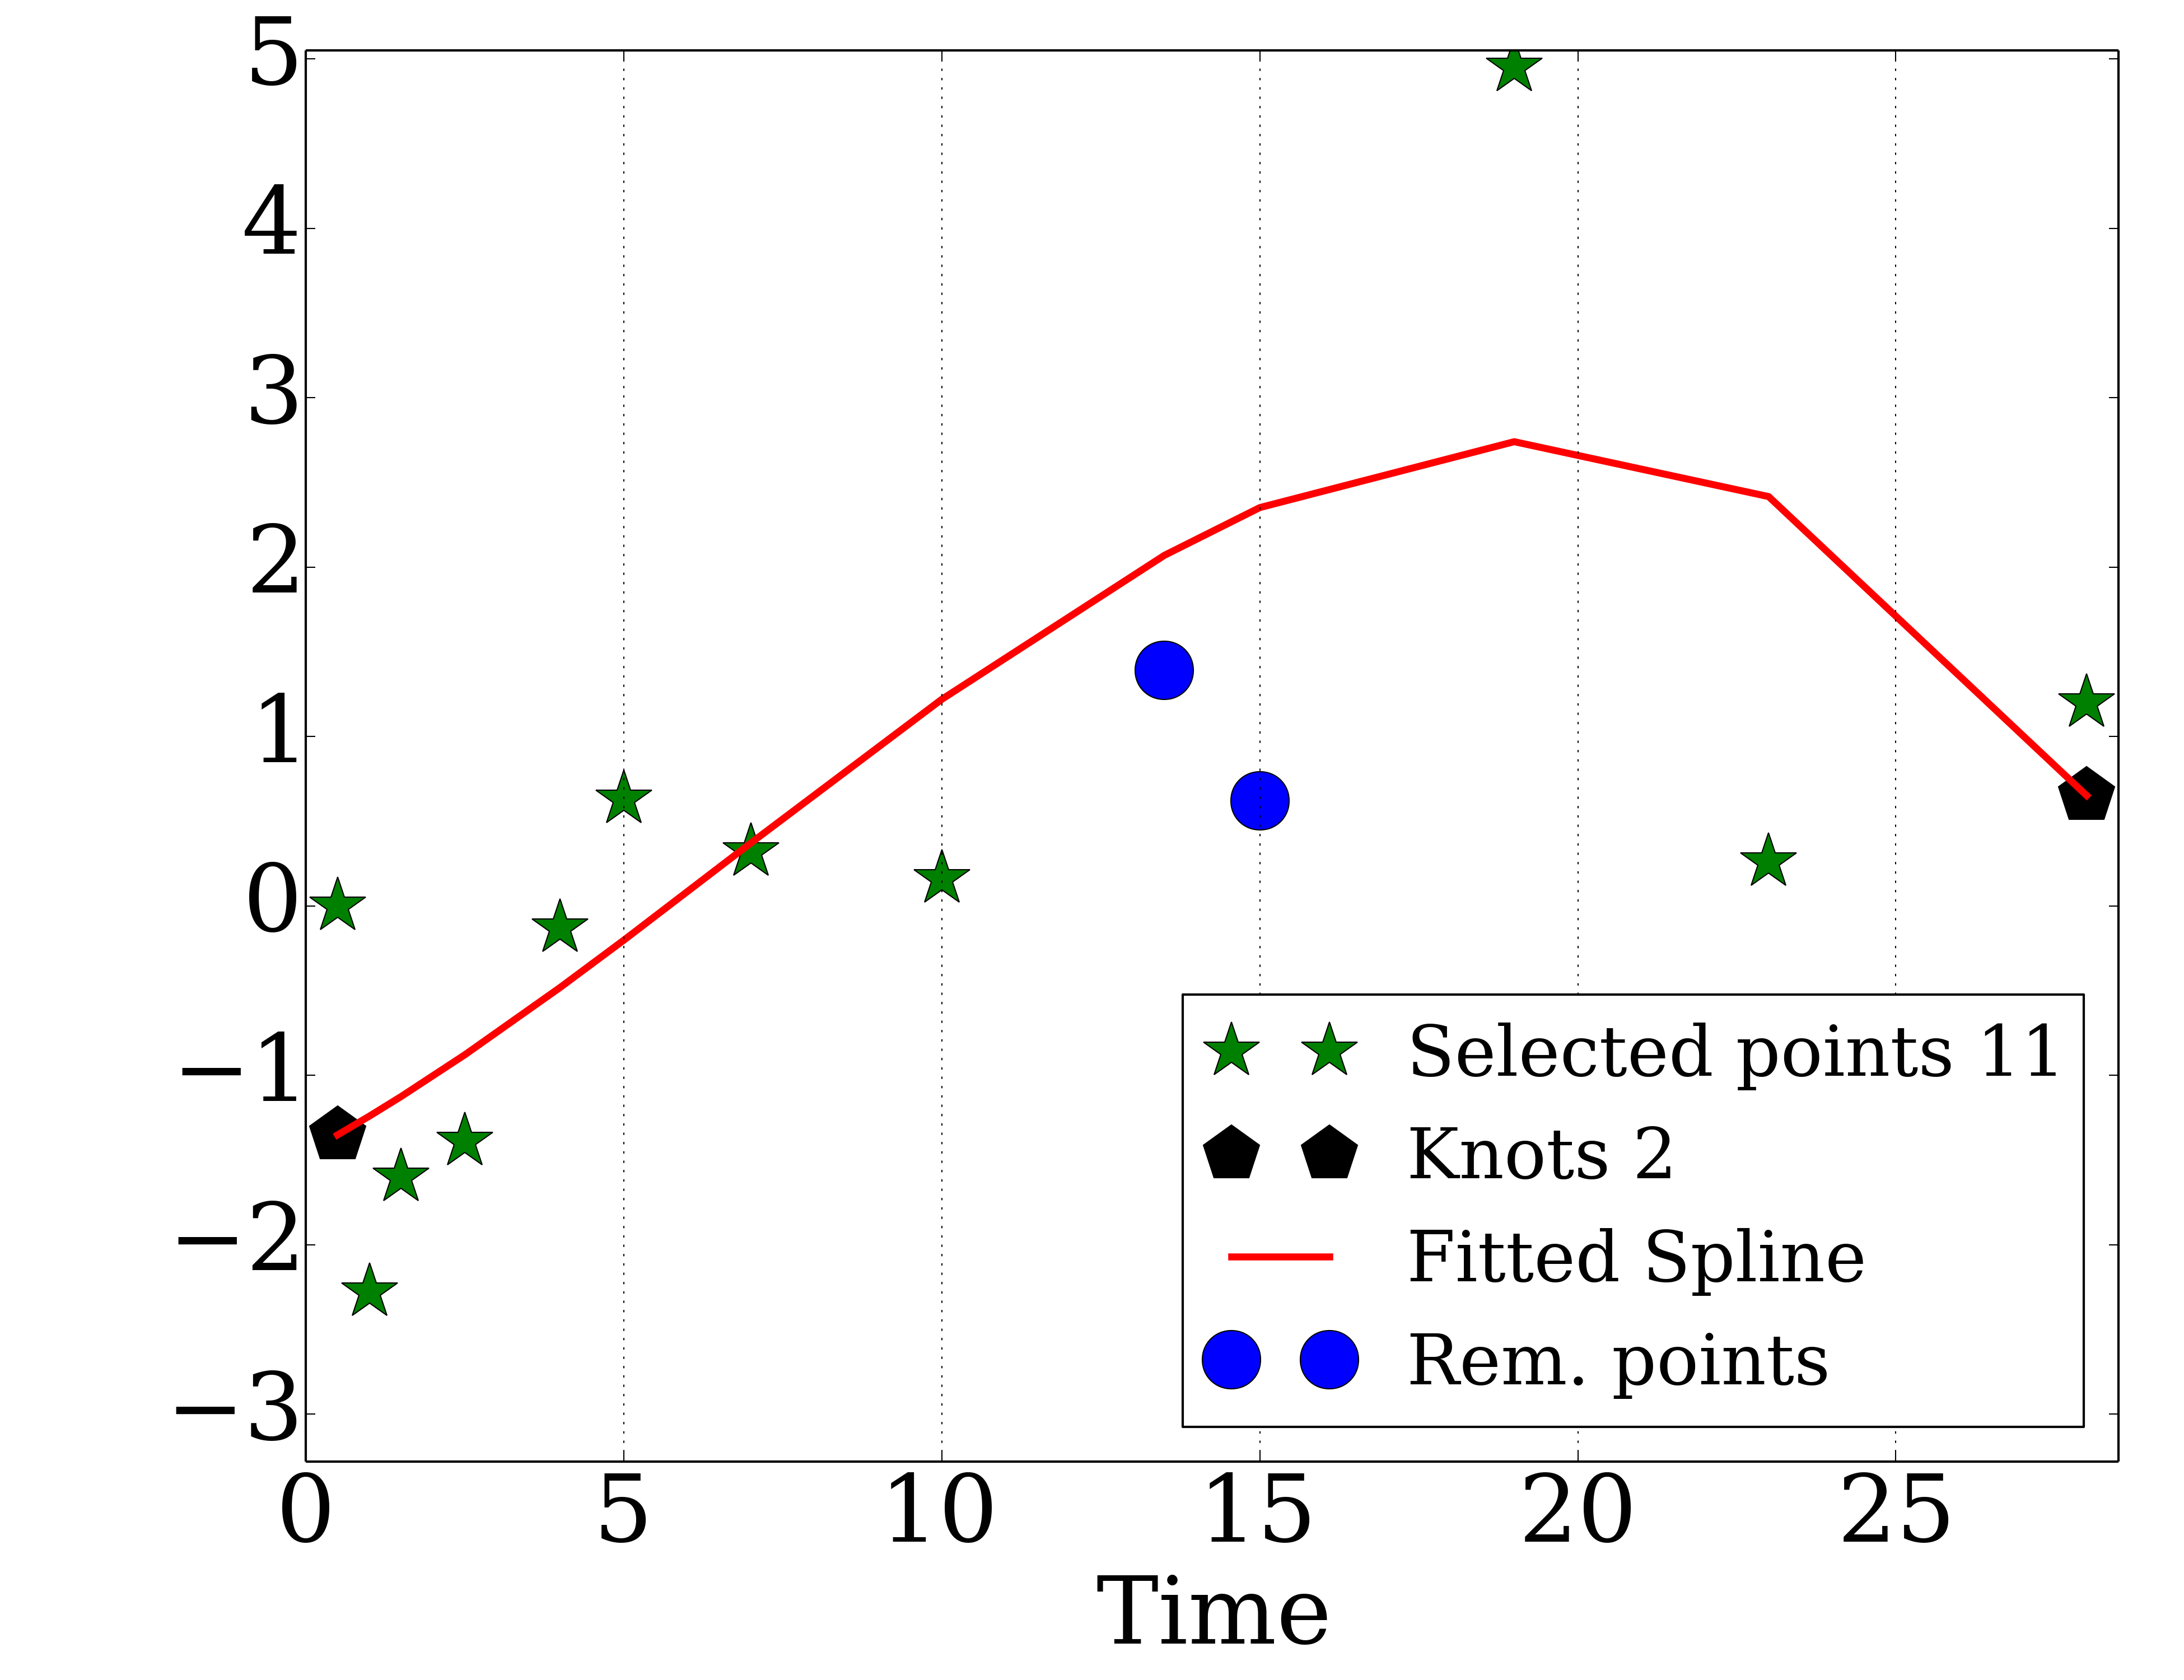 5
4
3
2
1
0
−1
−2
−3
Selected points 11
Knots 2
Fitted Spline
Rem. points
0 5 10 15 20 25
Time